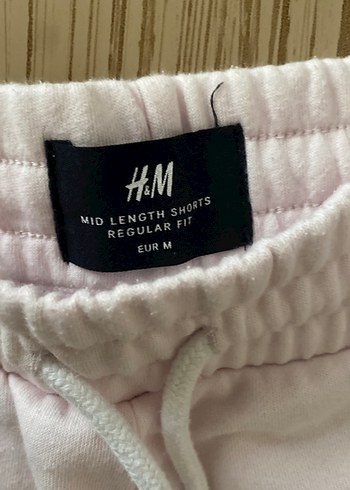 H&M
MID LENGTH SHORTS
REGULAR FIT
EUR M